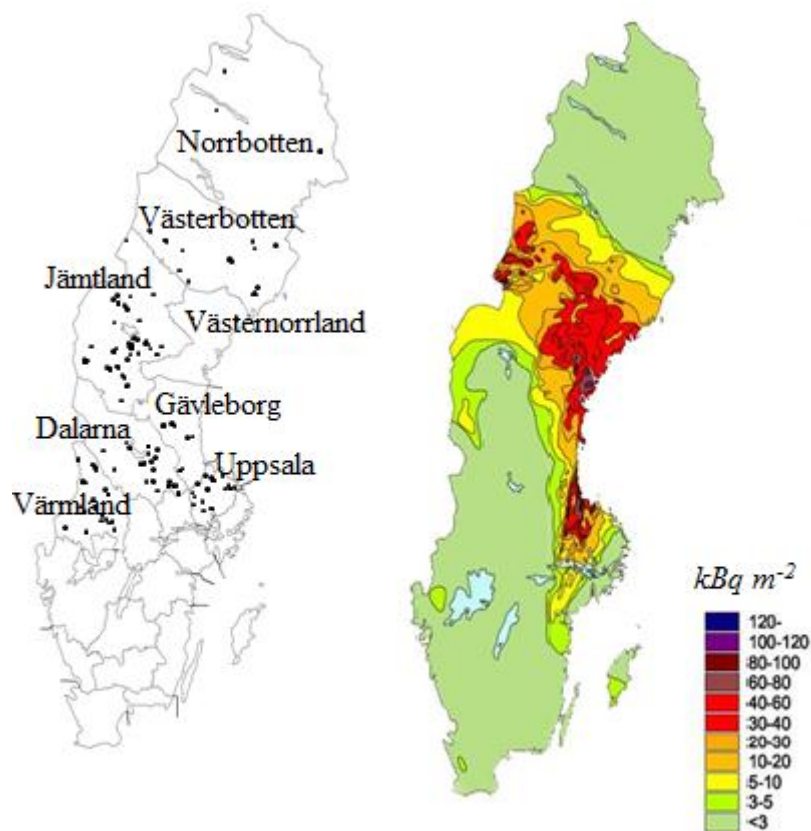 Norrbotten
Västerbotten
Jämtland
Västernorrland
Gävleborg
Dalarna
Uppsala
Värmland
kBq m-2
120-
100-120
80-100
60-80
40-60
30-40
20-30
10-20
5-10
3-5
<3